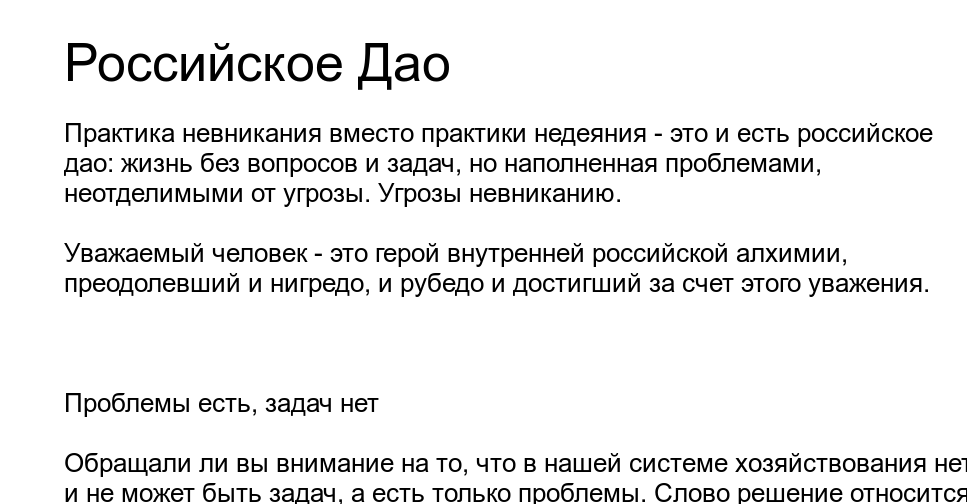 Российское Дао
Практика невникания вместо практики недеяния - это и есть российское
дао: жизнь без вопросов и задач, но наполненная проблемами,
неотделимыми от угрозы. Угрозы невниканию.
Уважаемый человек - это герой внутренней российской алхимии,
преодолевший и нигредо, и рубедо и достигший за счет этого уважения.
Проблемы есть, задач нет
Обращали ли вы внимание на то, что в нашей системе хозяйствования нет
и не может быть задач, а есть только проблемы. Слово решение относится